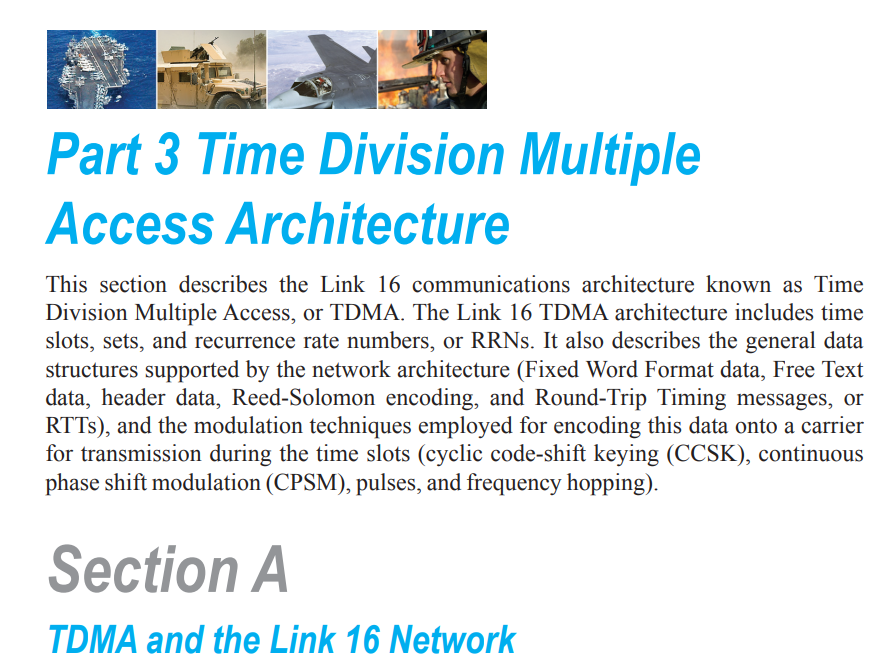 Part 3 Time Division Multiple
Access Architecture
This section describes the Link 16 communications architecture known as Time
Division Multiple Access, or TDMA. The Link 16 TDMA architecture includes time
slots, sets, and recurrence rate numbers, or RRNs. It also describes the general data
structures supported by the network architecture (Fixed Word Format data, Free Text
data, header data, Reed-Solomon encoding, and Round-Trip Timing messages, or
RTTs), and the modulation techniques employed for encoding this data onto a carrier
for transmission during the time slots (cyclic code-shift keying (CCSK), continuous
phase shift modulation (CPSM), pulses, and frequency hopping).
Section A
TDMA and the Link 16 Network